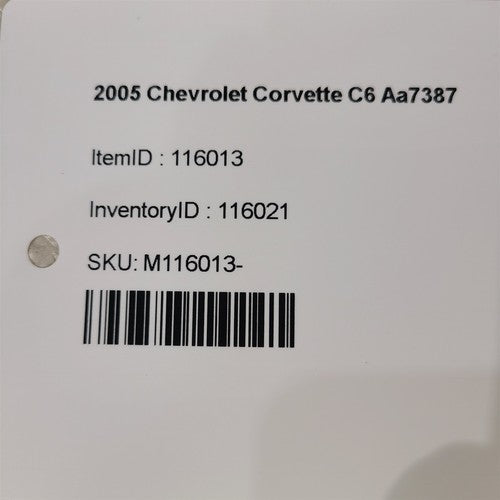 2005 Chevrolet Corvette C6 Aa7387
ItemID : 116013
InventoryID : 116021
SKU: M116013-